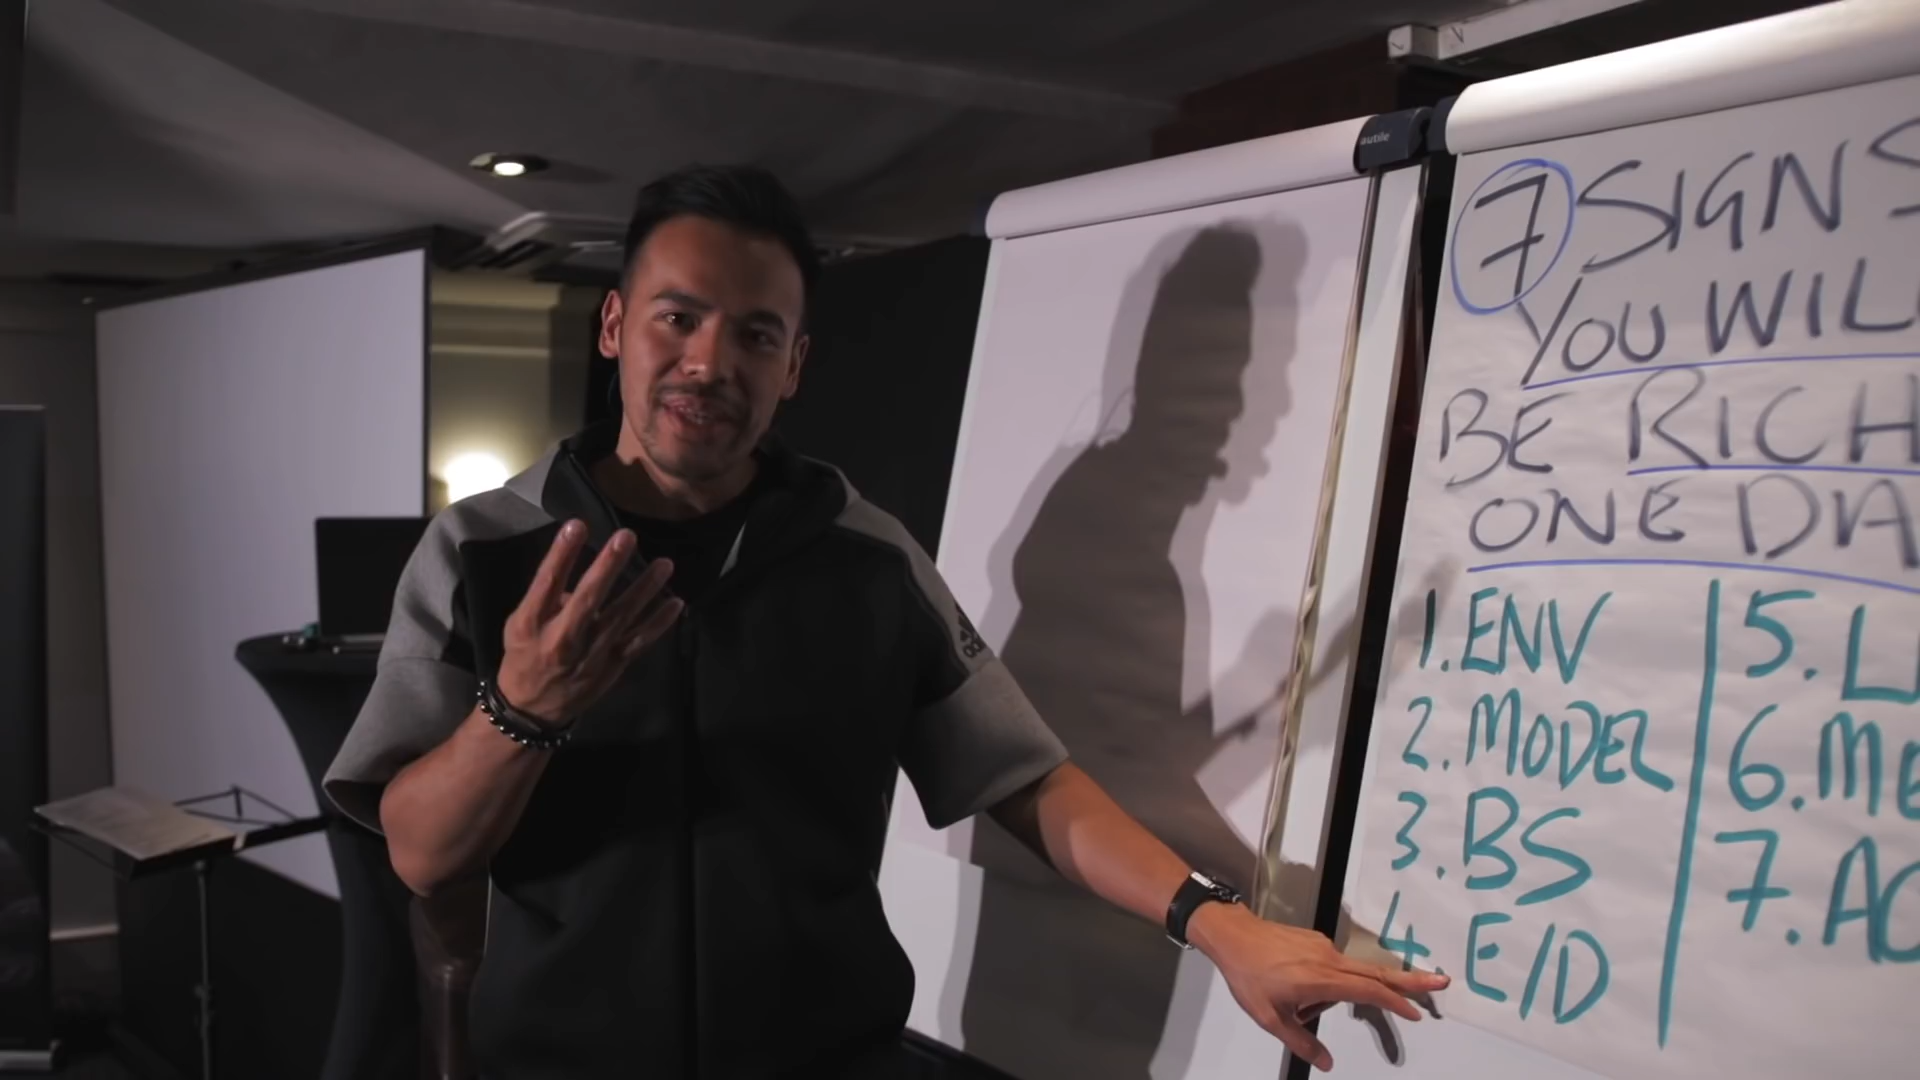 autile
7 SIGNS
YOU WIL
BE RICH
ONE DA
1. ENV
2. MODEL
3. BS
4. E/D
5. L
6. ME
7. AC